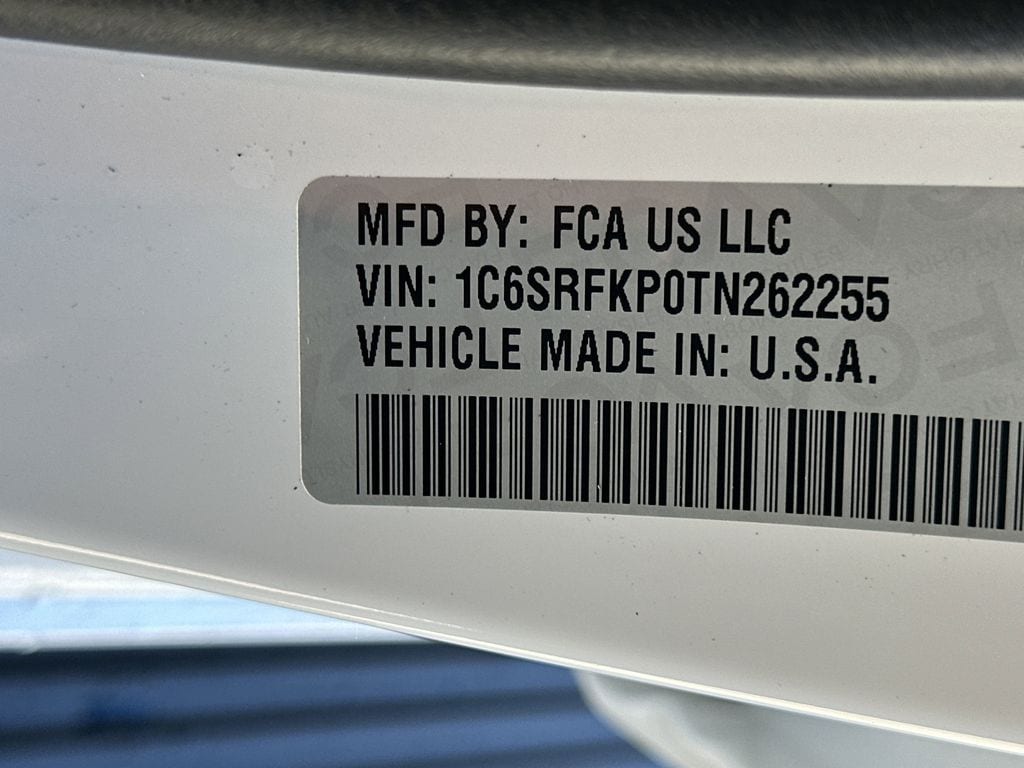 MFD BY: FCA US LLC
VIN: 1C6SRFKP0TN262255
VEHICLE MADE IN: U.S.A.